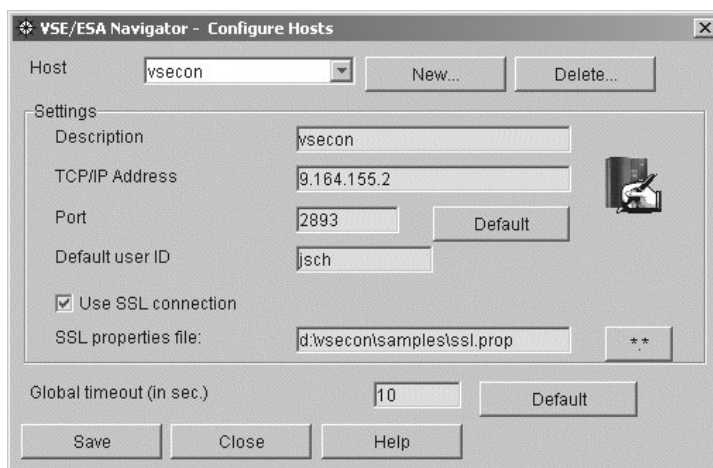 VSE/ESA Navigator - Configure Hosts
Host vsecon New... Delete...
Settings
Description vsecon
TCP/IP Address 9.164.155.2
Port 2893 Default
Default user ID jsch
Use SSL connection
SSL properties file: d:\vsecon\samples\ssl.prop *.*
Global timeout (in sec.) 10 Default
Save Close Help